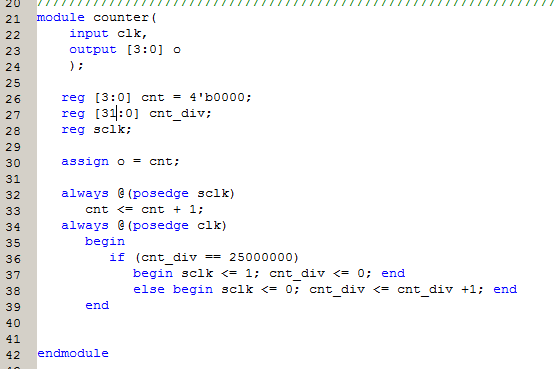 20 ////////////////////////////////////////////////////////////////////////////////
21 module counter(
22     input clk,
23     output [3:0] o
24     );
25
26    reg [3:0] cnt = 4'b0000;
27    reg [31:0] cnt_div;
28    reg sclk;
29
30    assign o = cnt;
31
32    always @(posedge sclk)
33       cnt <= cnt + 1;
34    always @(posedge clk)
35       begin
36          if (cnt_div == 25000000)
37             begin sclk <= 1; cnt_div <= 0; end
38             else begin sclk <= 0; cnt_div <= cnt_div +1; end
39       end
40
41
42 endmodule